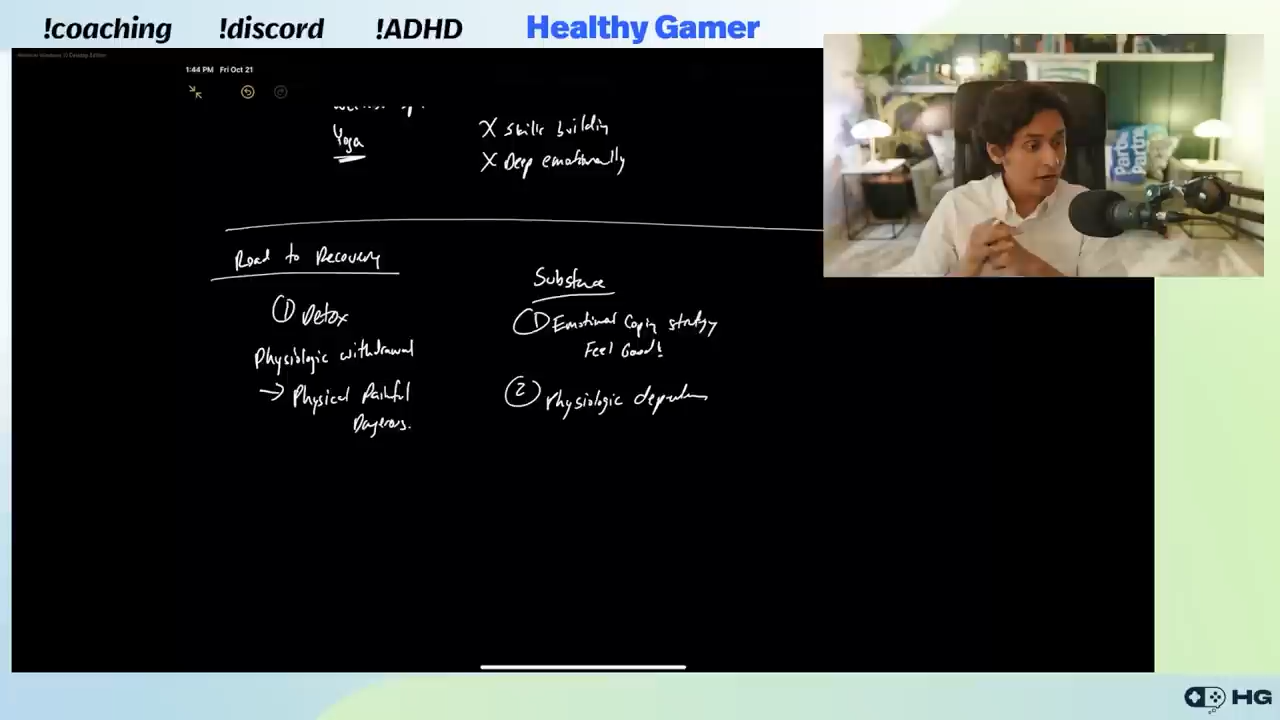 !coaching
!discord
!ADHD
Healthy Gamer
1:44 PM Fri Oct 21
Yoga
X Skills building
X Deep emotionally
Road to Recovery
① Detox
Physiologic withdrawal
→ Physical Painful
Dangerous.
Substance
① Emotional Coping strategy
Feel Good!
② Physiologic dependence
HG